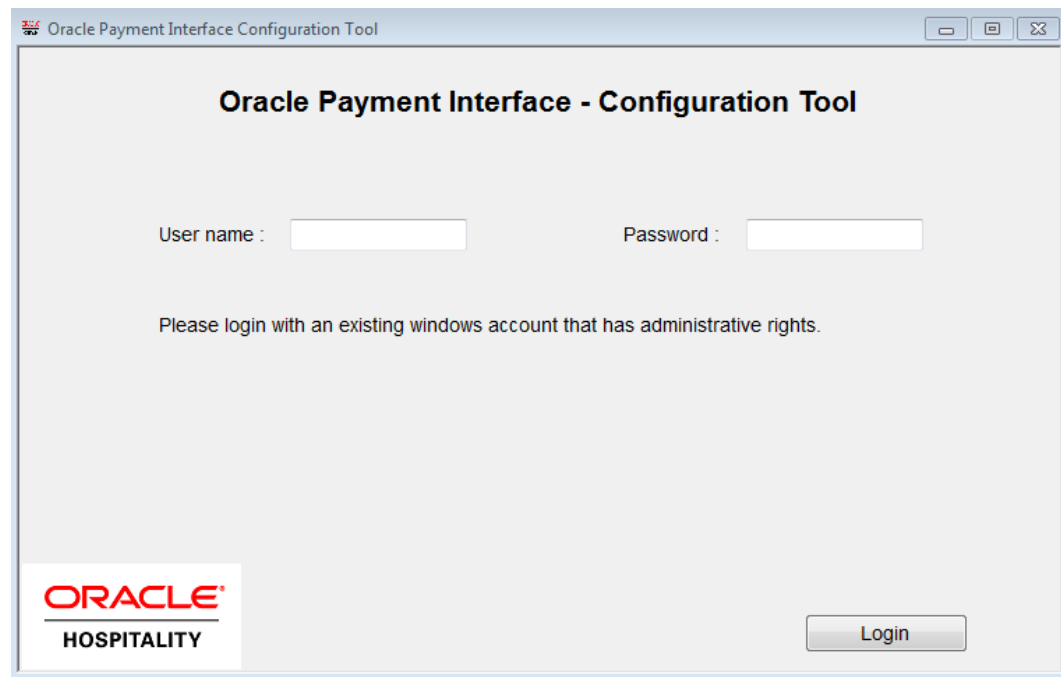 Oracle Payment Interface Configuration Tool
Oracle Payment Interface - Configuration Tool
User name : Password :
Please login with an existing windows account that has administrative rights.
ORACLE®
HOSPITALITY
Login